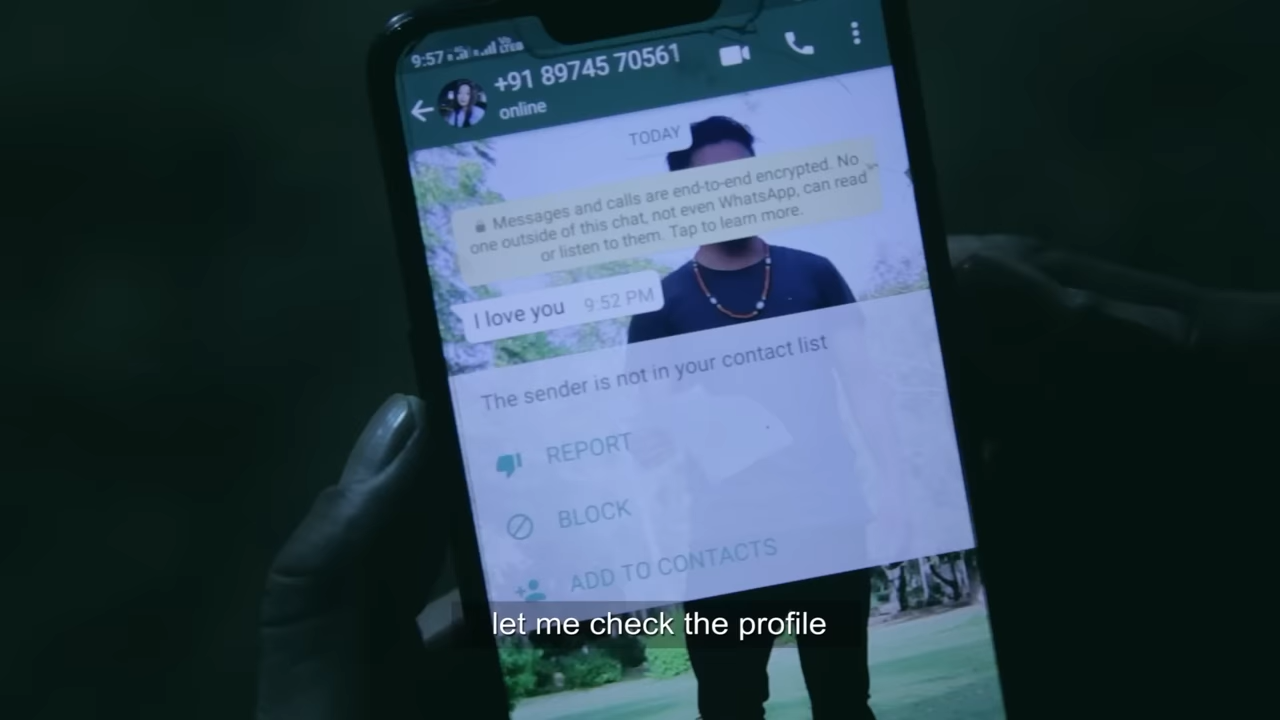 9:57
+91 89745 70561
online
TODAY
Messages and calls are end-to-end encrypted. No
one outside of this chat, not even WhatsApp, can read
or listen to them. Tap to learn more.
I love you 9:52 PM
The sender is not in your contact list
REPORT
BLOCK
ADD TO CONTACTS
let me check the profile